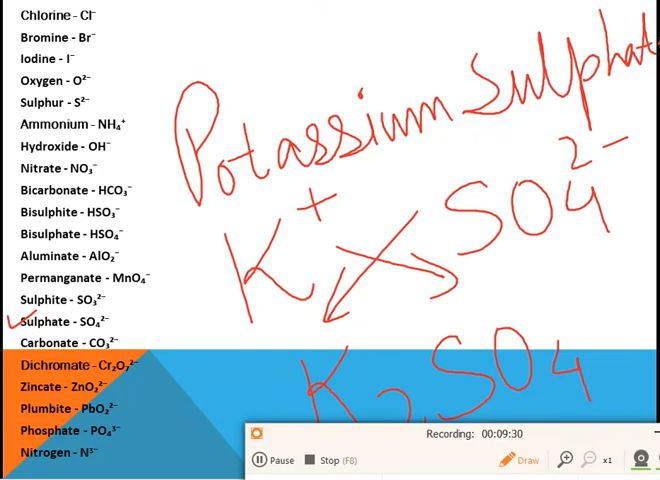 Chlorine - Cl⁻
Bromine - Br⁻
Iodine - I⁻
Oxygen - O²⁻
Sulphur - S²⁻
Ammonium - NH₄⁺
Hydroxide - OH⁻
Nitrate - NO₃⁻
Bicarbonate - HCO₃⁻
Bisulphite - HSO₃⁻
Bisulphate - HSO₄⁻
Aluminate - AlO₂⁻
Permanganate - MnO₄⁻
Sulphite - SO₃²⁻
Sulphate - SO₄²⁻
Carbonate - CO₃²⁻
Dichromate - Cr₂O₇²⁻
Zincate - ZnO₂²⁻
Plumbite - PbO₂²⁻
Phosphate - PO₄³⁻
Nitrogen - N³⁻
Potassium Sulphat
K⁺ SO₄²⁻
K₂SO₄
Recording: 00:09:30
Pause Stop (F8) Draw x1